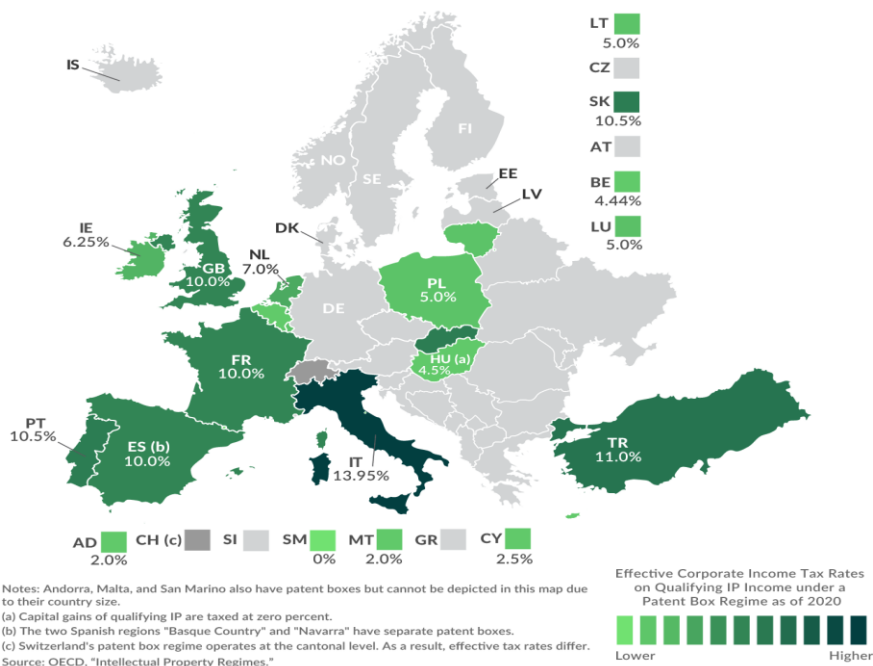 LT
5.0%
IS
CZ
SK
10.5%
FI
NO
AT
SE
EE
BE
4.44%
LV
IE
6.25%
DK
LU
5.0%
NL
7.0%
GB
10.0%
PL
5.0%
DE
FR
10.0%
HU (a)
4.5%
PT
10.5%
ES (b)
10.0%
IT
13.95%
TR
11.0%
AD
2.0%
CH (c)
SI
SM
0%
MT
2.0%
GR
CY
2.5%
Notes: Andorra, Malta, and San Marino also have patent boxes but cannot be depicted in this map due
to their country size.
(a) Capital gains of qualifying IP are taxed at zero percent.
(b) The two Spanish regions "Basque Country" and "Navarra" have separate patent boxes.
(c) Switzerland's patent box regime operates at the cantonal level. As a result, effective tax rates differ.
Source: OECD, "Intellectual Property Regimes."
Effective Corporate Income Tax Rates
on Qualifying IP Income under a
Patent Box Regime as of 2020
Lower Higher